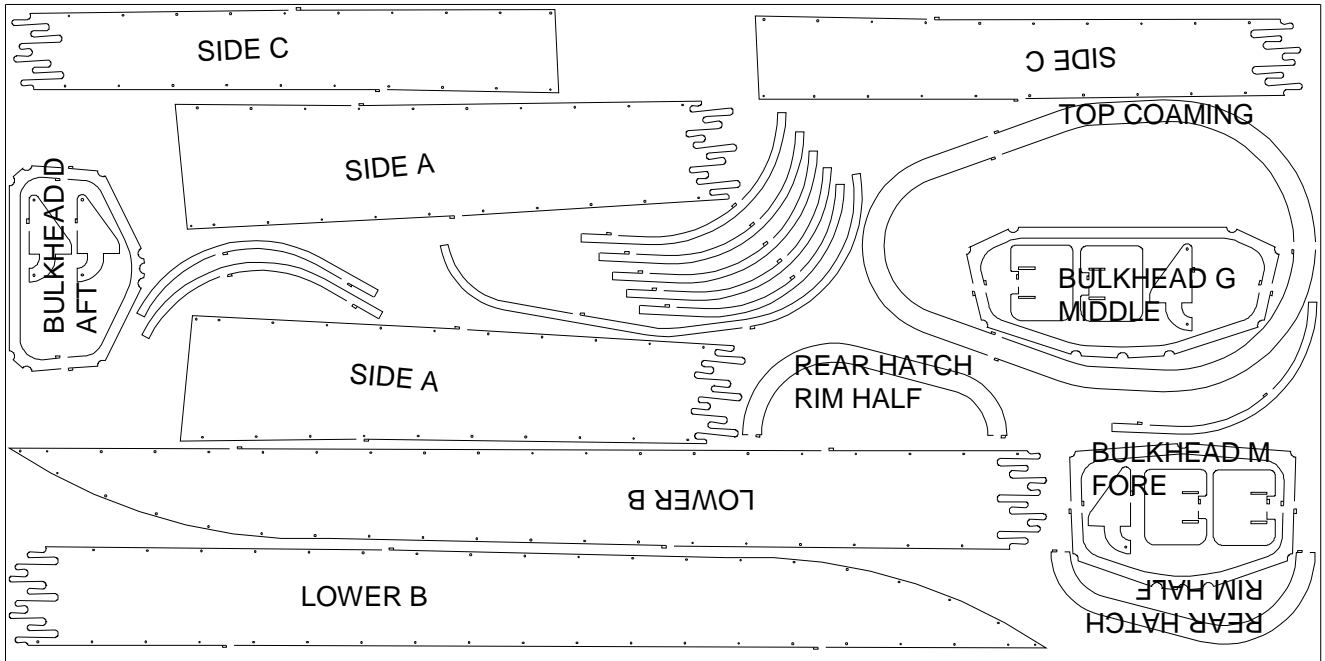 SIDE C
SIDE C
TOP COAMING
SIDE A
BULKHEAD D
AFT
BULKHEAD G
MIDDLE
SIDE A
REAR HATCH
RIM HALF
BULKHEAD M
FORE
LOWER B
LOWER B
REAR HATCH
RIM HALF